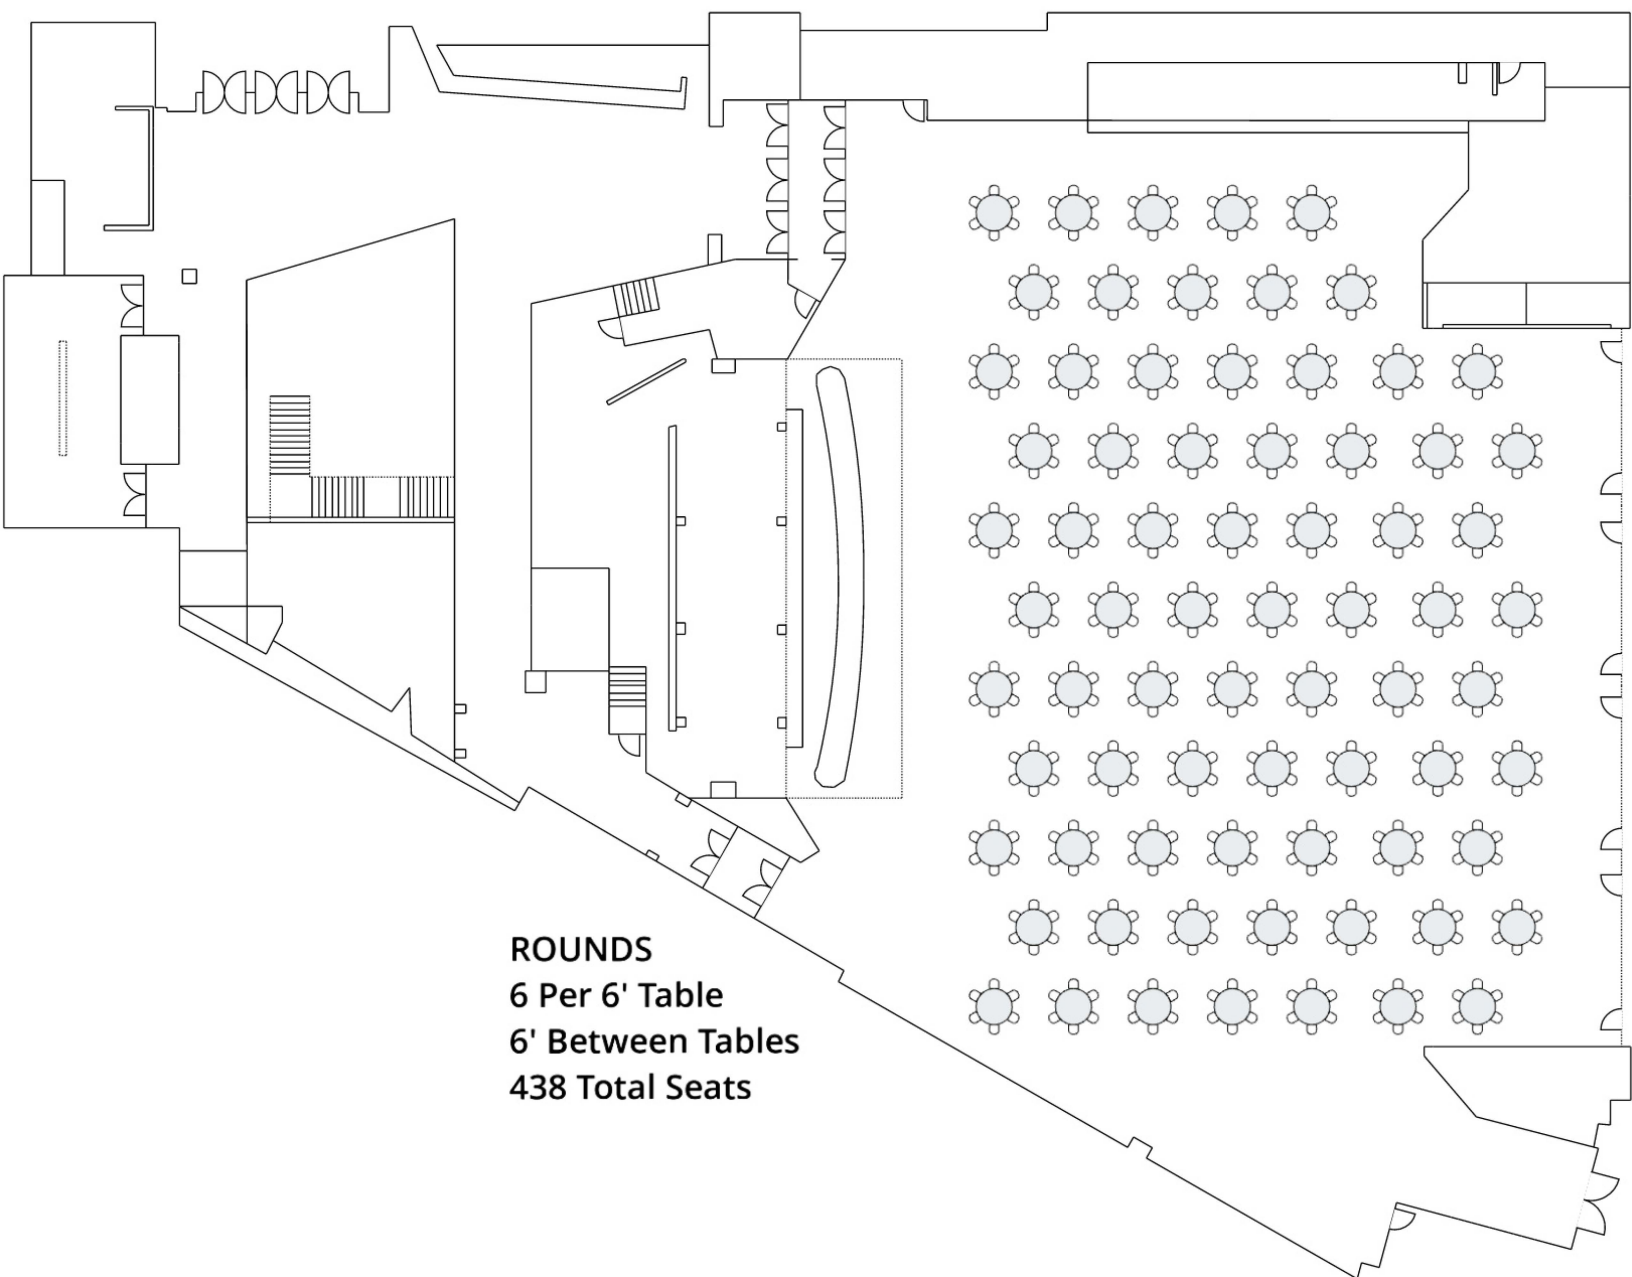 ROUNDS
6 Per 6' Table
6' Between Tables
438 Total Seats